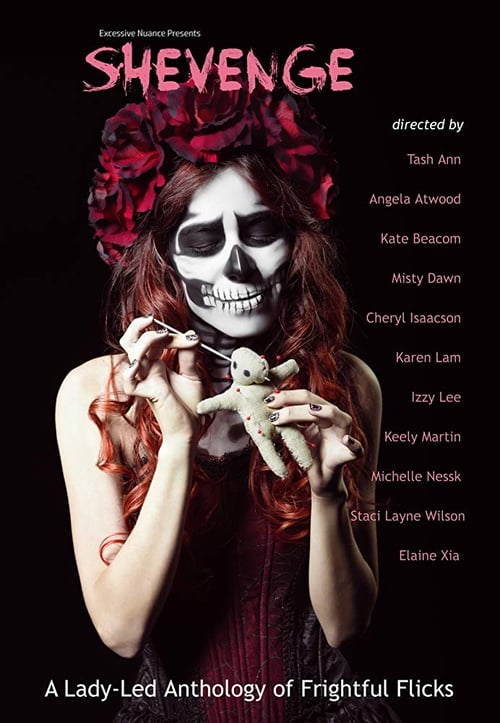 Excessive Nuance Presents
SHEVENGE
directed by
Tash Ann
Angela Atwood
Kate Beacom
Misty Dawn
Cheryl Isaacson
Karen Lam
Izzy Lee
Keely Martin
Michelle Nessk
Staci Layne Wilson
Elaine Xia
A Lady-Led Anthology of Frightful Flicks